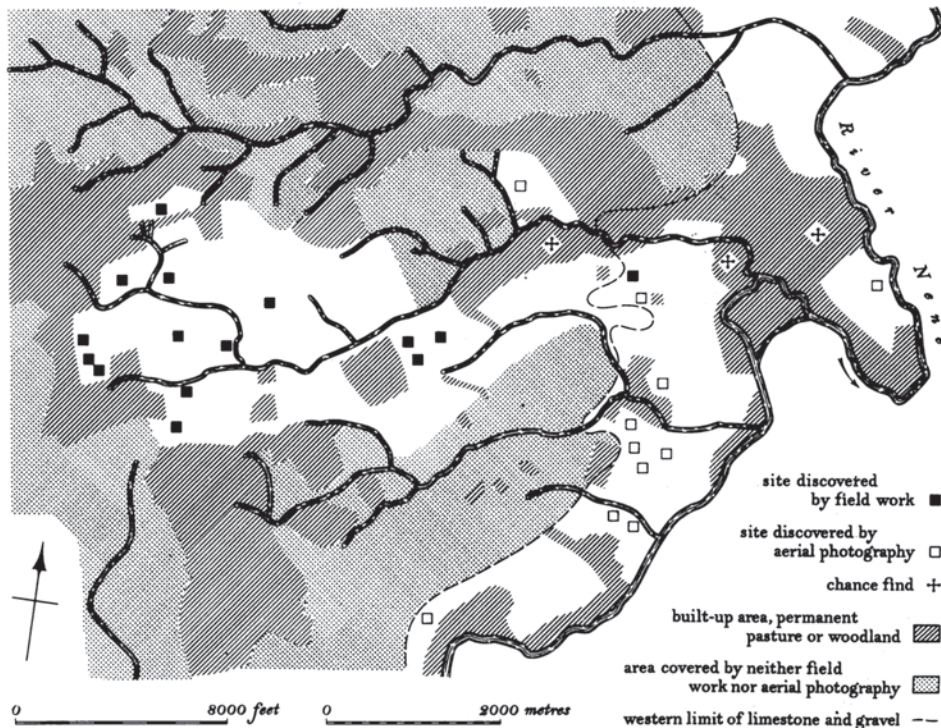 River
Nene
site discovered
by field work
site discovered by
aerial photography
chance find
built-up area, permanent
pasture or woodland
area covered by neither field
work nor aerial photography
western limit of limestone and gravel
0 8000 feet
0 2000 metres